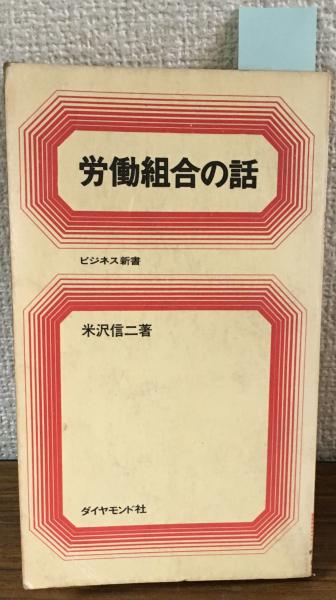 労働組合の話
ビジネス新書
米沢信二著
ダイヤモンド社